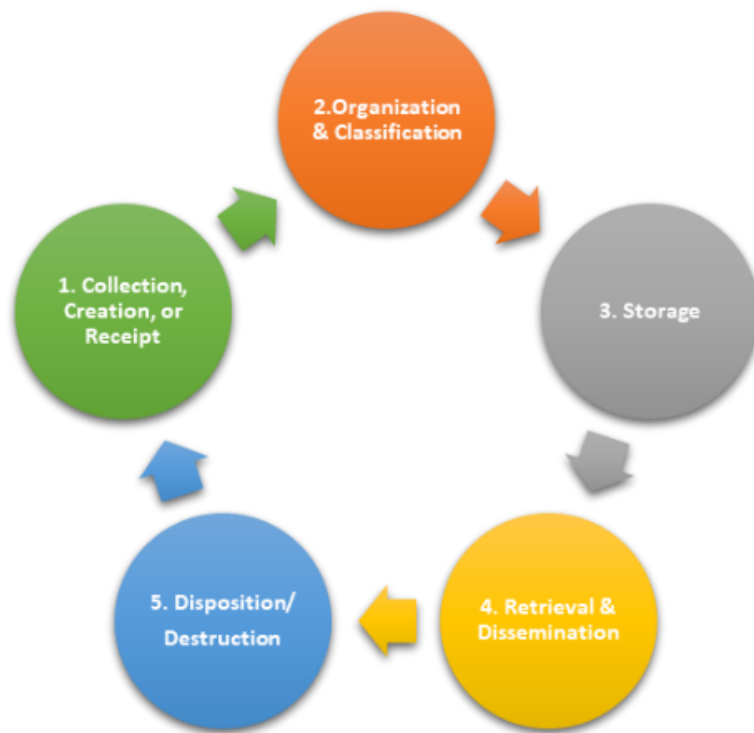 1. Collection,
Creation, or
Receipt
2.Organization
& Classification
3. Storage
4. Retrieval &
Dissemination
5. Disposition/
Destruction